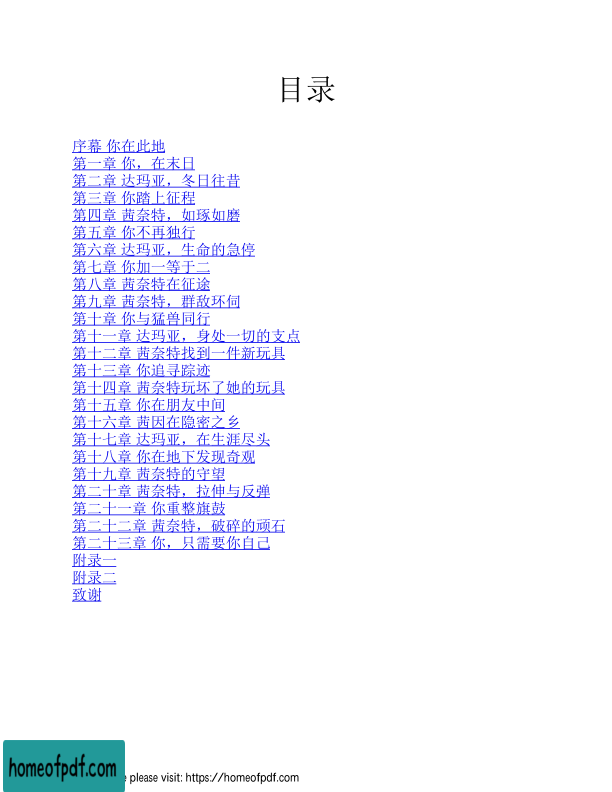 目录
序幕 你在此地
第一章 你，在末日
第二章 达玛亚，冬日往昔
第三章 你踏上征程
第四章 茜奈特，如琢如磨
第五章 你不再独行
第六章 达玛亚，生命的急停
第七章 你加一等于二
第八章 茜奈特在征途
第九章 茜奈特，群敌环伺
第十章 你与猛兽同行
第十一章 达玛亚，身处一切的支点
第十二章 茜奈特找到一件新玩具
第十三章 你追寻踪迹
第十四章 茜奈特玩坏了她的玩具
第十五章 你在朋友中间
第十六章 茜因在隐密之乡
第十七章 达玛亚，在生涯尽头
第十八章 你在地下发现奇观
第十九章 茜奈特的守望
第二十章 茜奈特，拉伸与反弹
第二十一章 你重整旗鼓
第二十二章 茜奈特，破碎的顽石
第二十三章 你，只需要你自己
附录一
附录二
致谢
homeofpdf.com
e please visit: https://homeofpdf.com